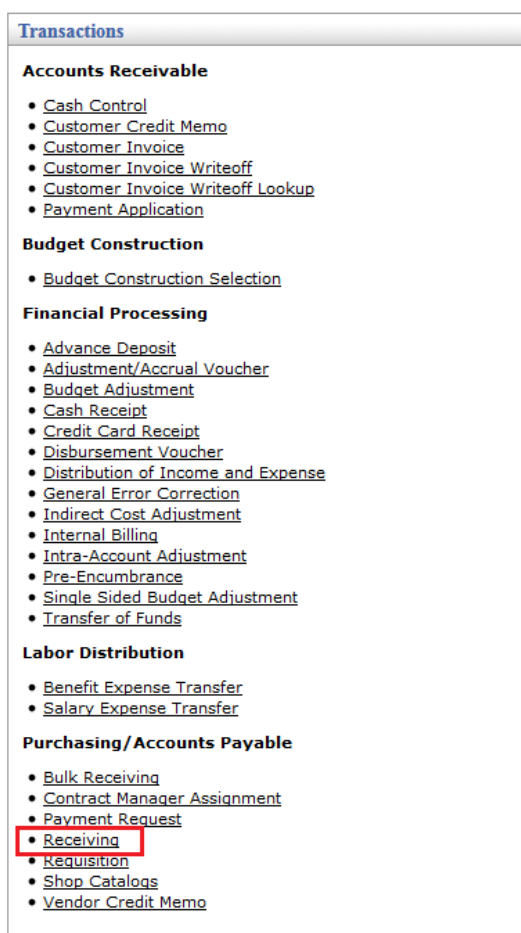 Transactions
Accounts Receivable
Cash Control
Customer Credit Memo
Customer Invoice
Customer Invoice Writeoff
Customer Invoice Writeoff Lookup
Payment Application
Budget Construction
Budget Construction Selection
Financial Processing
Advance Deposit
Adjustment/Accrual Voucher
Budget Adjustment
Cash Receipt
Credit Card Receipt
Disbursement Voucher
Distribution of Income and Expense
General Error Correction
Indirect Cost Adjustment
Internal Billing
Intra-Account Adjustment
Pre-Encumbrance
Single Sided Budget Adjustment
Transfer of Funds
Labor Distribution
Benefit Expense Transfer
Salary Expense Transfer
Purchasing/Accounts Payable
Bulk Receiving
Contract Manager Assignment
Payment Request
Receiving
Requisition
Shop Catalogs
Vendor Credit Memo